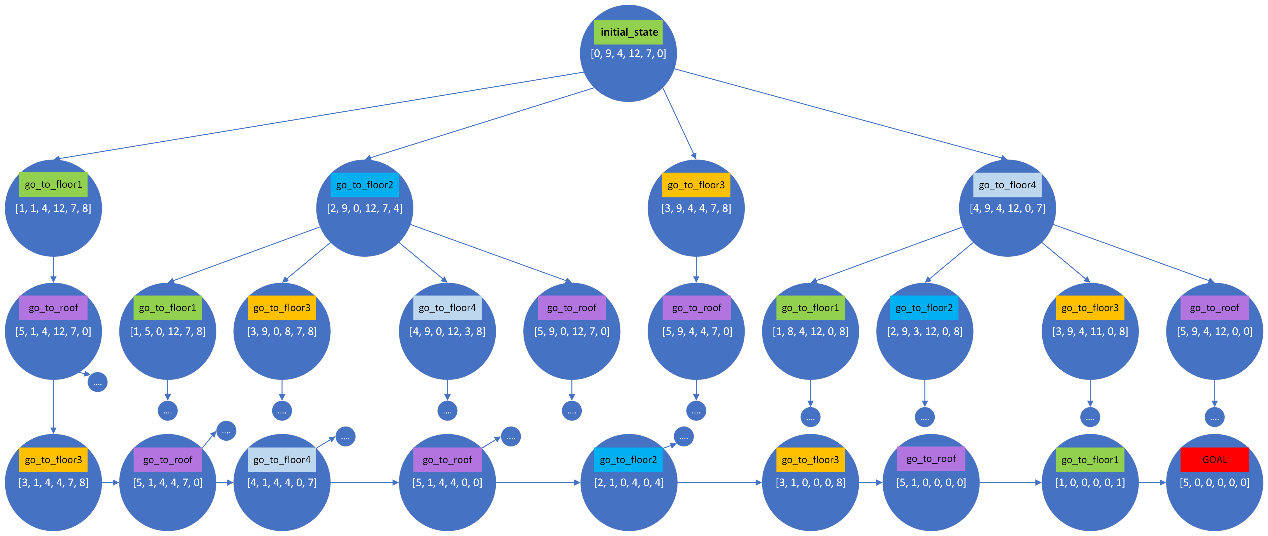 initial_state
[0, 9, 4, 12, 7, 0]
go_to_floor1
[1, 1, 4, 12, 7, 8]
go_to_floor2
[2, 9, 0, 12, 7, 4]
go_to_floor3
[3, 9, 4, 4, 7, 8]
go_to_floor4
[4, 9, 4, 12, 0, 7]
go_to_roof
[5, 1, 4, 12, 7, 0]
go_to_floor1
[1, 5, 0, 12, 7, 8]
go_to_floor3
[3, 9, 0, 8, 7, 8]
go_to_floor4
[4, 9, 0, 12, 3, 8]
go_to_roof
[5, 9, 0, 12, 7, 0]
go_to_roof
[5, 9, 4, 4, 7, 0]
go_to_floor1
[1, 8, 4, 12, 0, 8]
go_to_floor2
[2, 9, 3, 12, 0, 8]
go_to_floor3
[3, 9, 4, 11, 0, 8]
go_to_roof
[5, 9, 4, 12, 0, 0]
....
....
....
....
....
....
....
....
....
....
....
....
....
....
go_to_floor3
[3, 1, 4, 4, 7, 8]
go_to_roof
[5, 1, 4, 4, 7, 0]
go_to_floor4
[4, 1, 4, 4, 0, 7]
go_to_roof
[5, 1, 4, 4, 0, 0]
go_to_floor2
[2, 1, 0, 4, 0, 4]
go_to_floor3
[3, 1, 0, 0, 0, 8]
go_to_roof
[5, 1, 0, 0, 0, 0]
go_to_floor1
[1, 0, 0, 0, 0, 1]
GOAL
[5, 0, 0, 0, 0, 0]